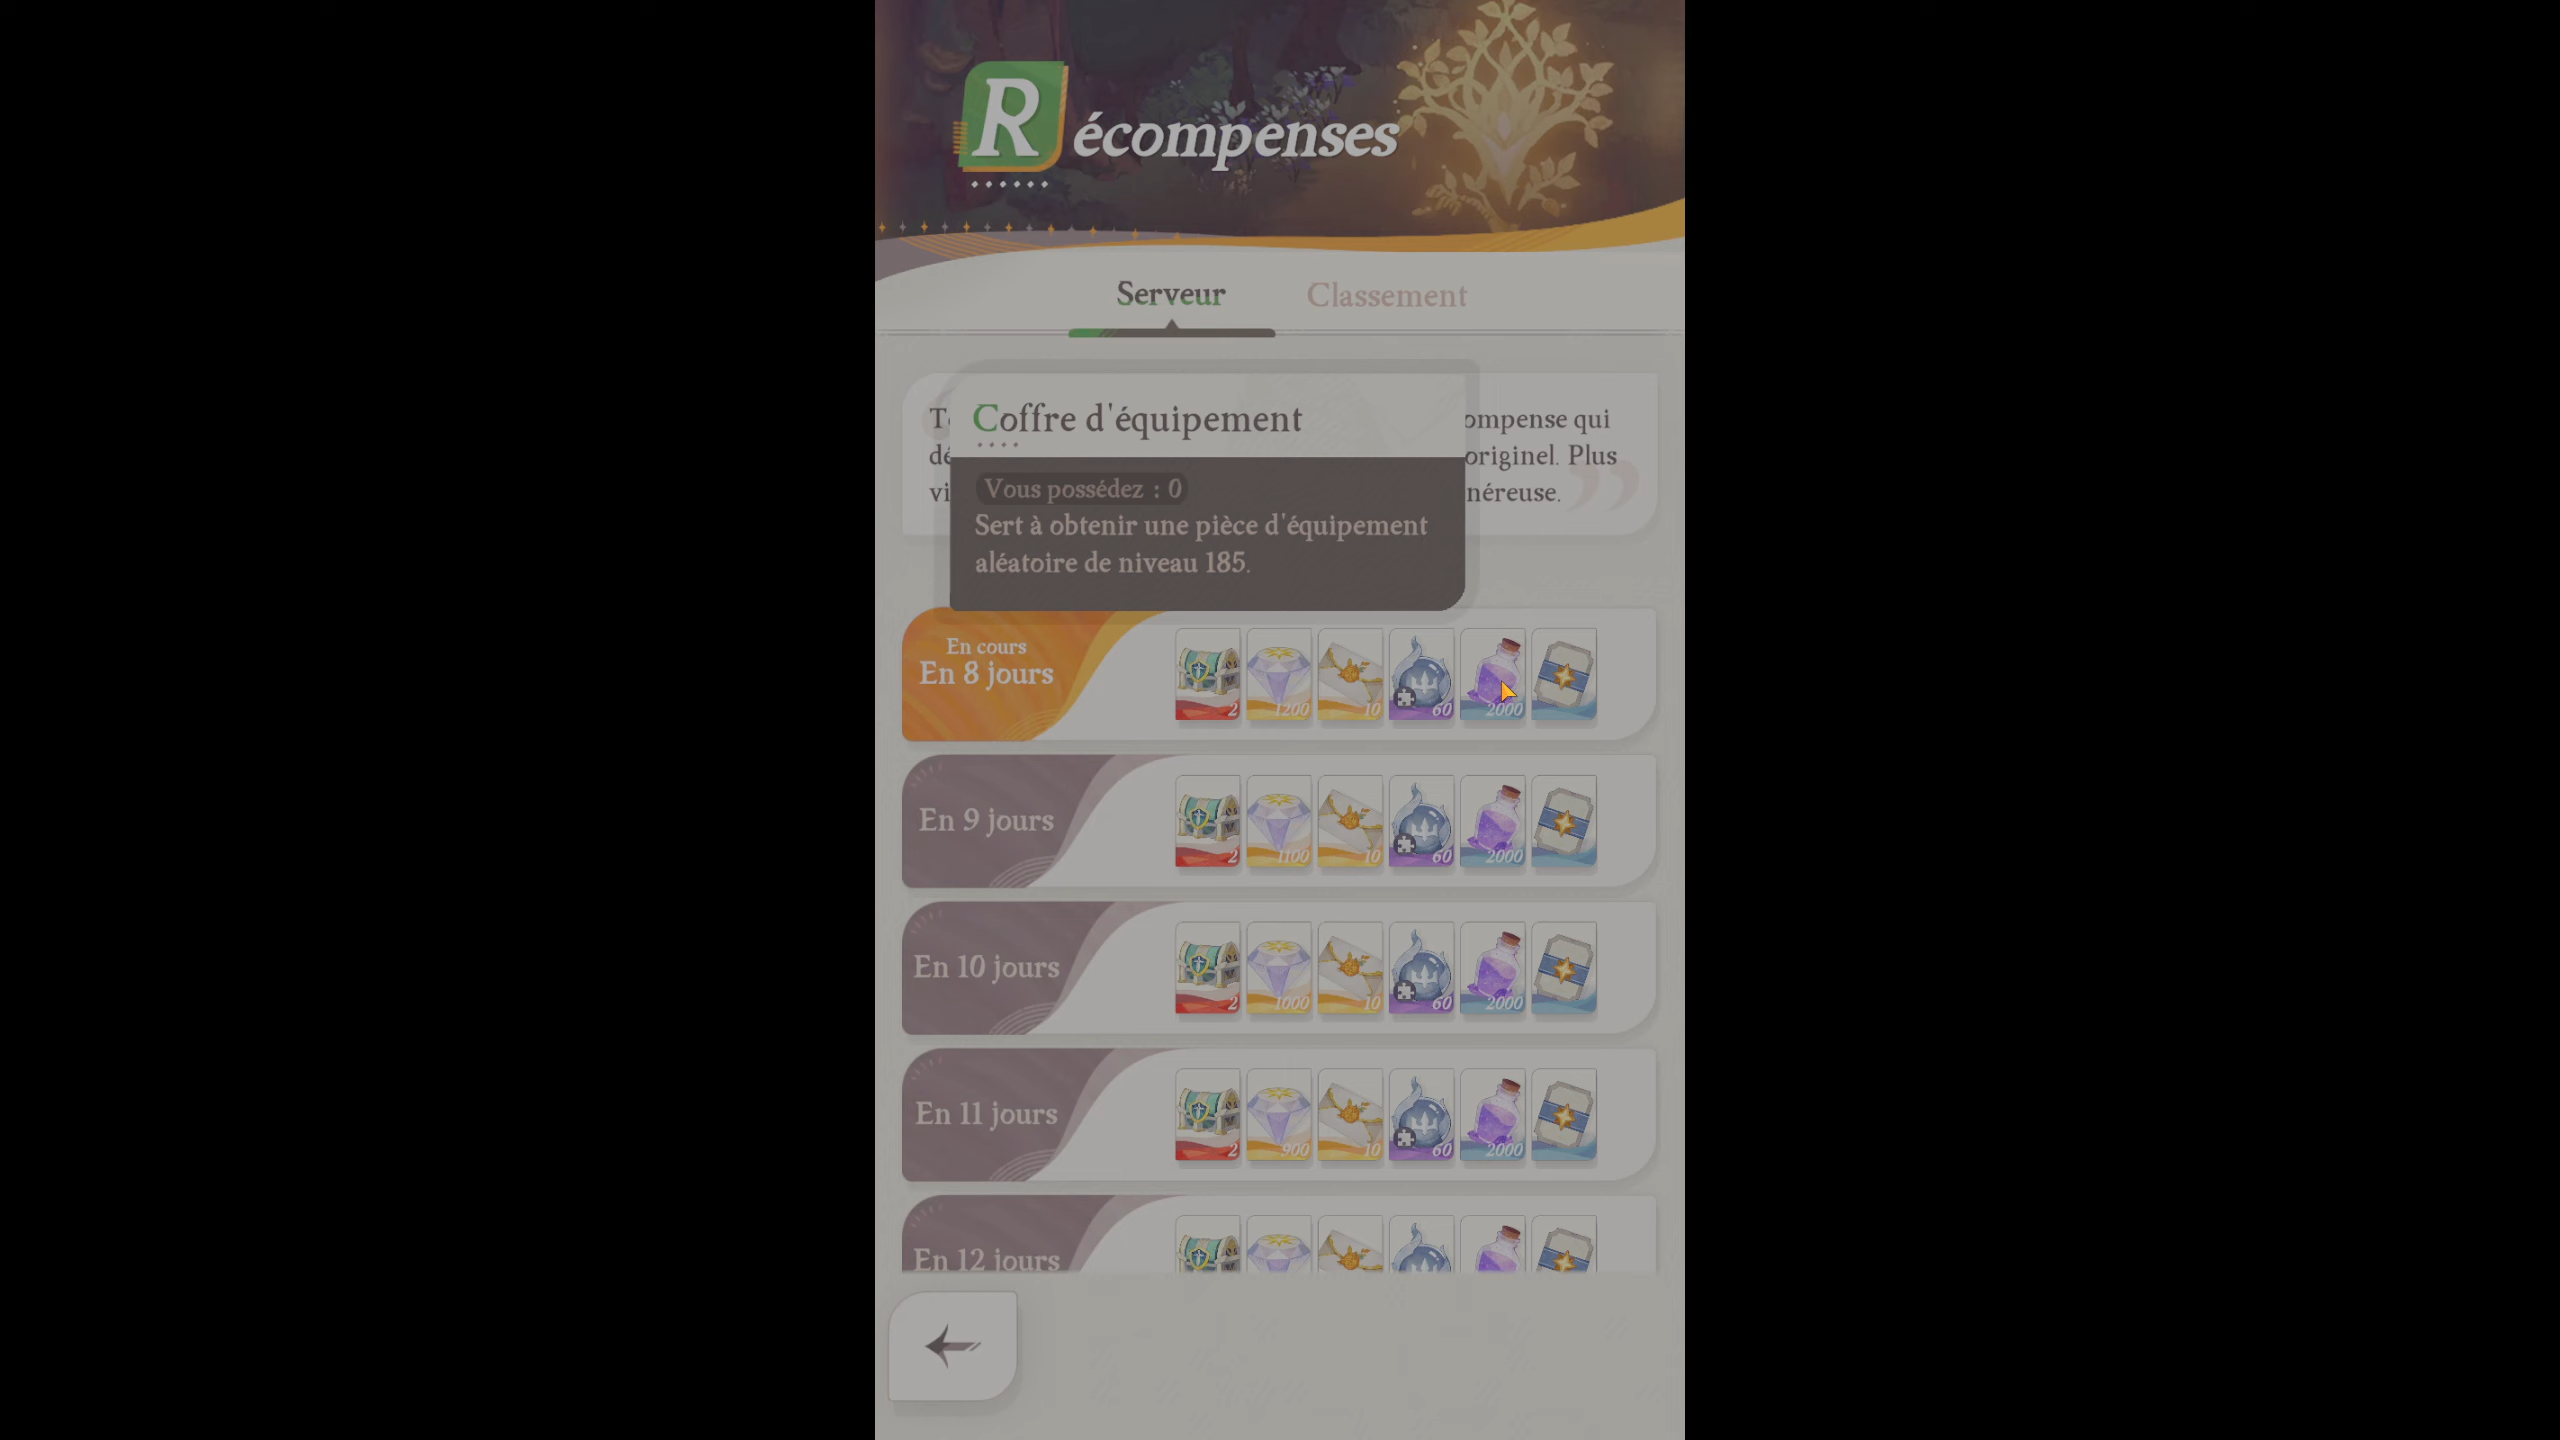 Récompenses
Serveur
Classement
ompense qui
originel. Plus
néreuse.
Coffre d'équipement
Vous possédez : 0
Sert à obtenir une pièce d'équipement
aléatoire de niveau 185.
En cours
En 8 jours
2
1200
10
60
2000
En 9 jours
2
1100
10
60
2000
En 10 jours
2
1000
10
60
2000
En 11 jours
2
900
10
60
2000
En 12 jours